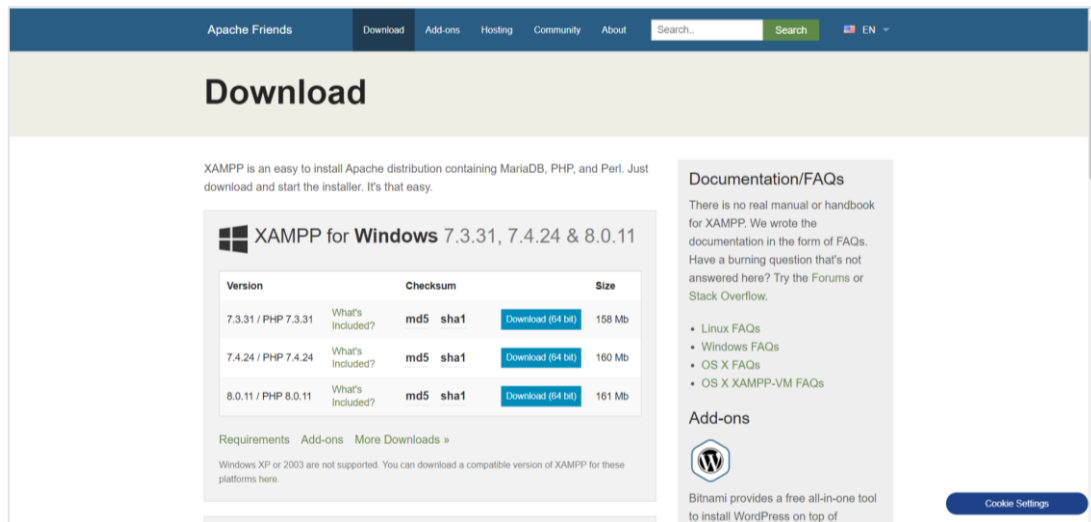 Apache Friends
Download
Add-ons
Hosting
Community
About
Search..
Search
EN
Download
XAMPP is an easy to install Apache distribution containing MariaDB, PHP, and Perl. Just
download and start the installer. It's that easy.
XAMPP for Windows 7.3.31, 7.4.24 & 8.0.11
Version Checksum Size
7.3.31 / PHP 7.3.31 What's Included? md5 sha1 Download (64 bit) 158 Mb
7.4.24 / PHP 7.4.24 What's Included? md5 sha1 Download (64 bit) 160 Mb
8.0.11 / PHP 8.0.11 What's Included? md5 sha1 Download (64 bit) 161 Mb
Requirements Add-ons More Downloads »
Windows XP or 2003 are not supported. You can download a compatible version of XAMPP for these
platforms here.
Documentation/FAQs
There is no real manual or handbook
for XAMPP. We wrote the
documentation in the form of FAQs.
Have a burning question that's not
answered here? Try the Forums or
Stack Overflow.
• Linux FAQs
• Windows FAQs
• OS X FAQs
• OS X XAMPP-VM FAQs
Add-ons
Bitnami provides a free all-in-one tool
to install WordPress on top of
Cookie Settings